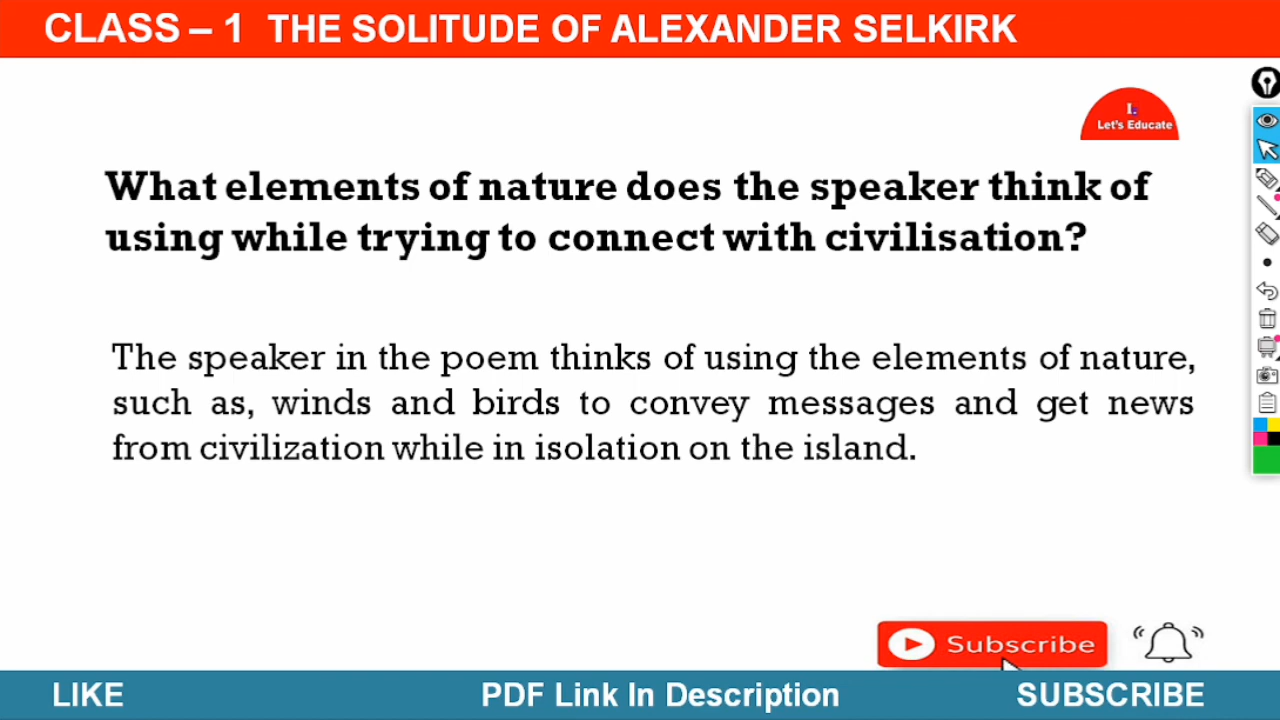 CLASS – 1 THE SOLITUDE OF ALEXANDER SELKIRK
L
Let's Educate
What elements of nature does the speaker think of
using while trying to connect with civilisation?
The speaker in the poem thinks of using the elements of nature,
such as, winds and birds to convey messages and get news
from civilization while in isolation on the island.
Subscribe
LIKE PDF Link In Description SUBSCRIBE